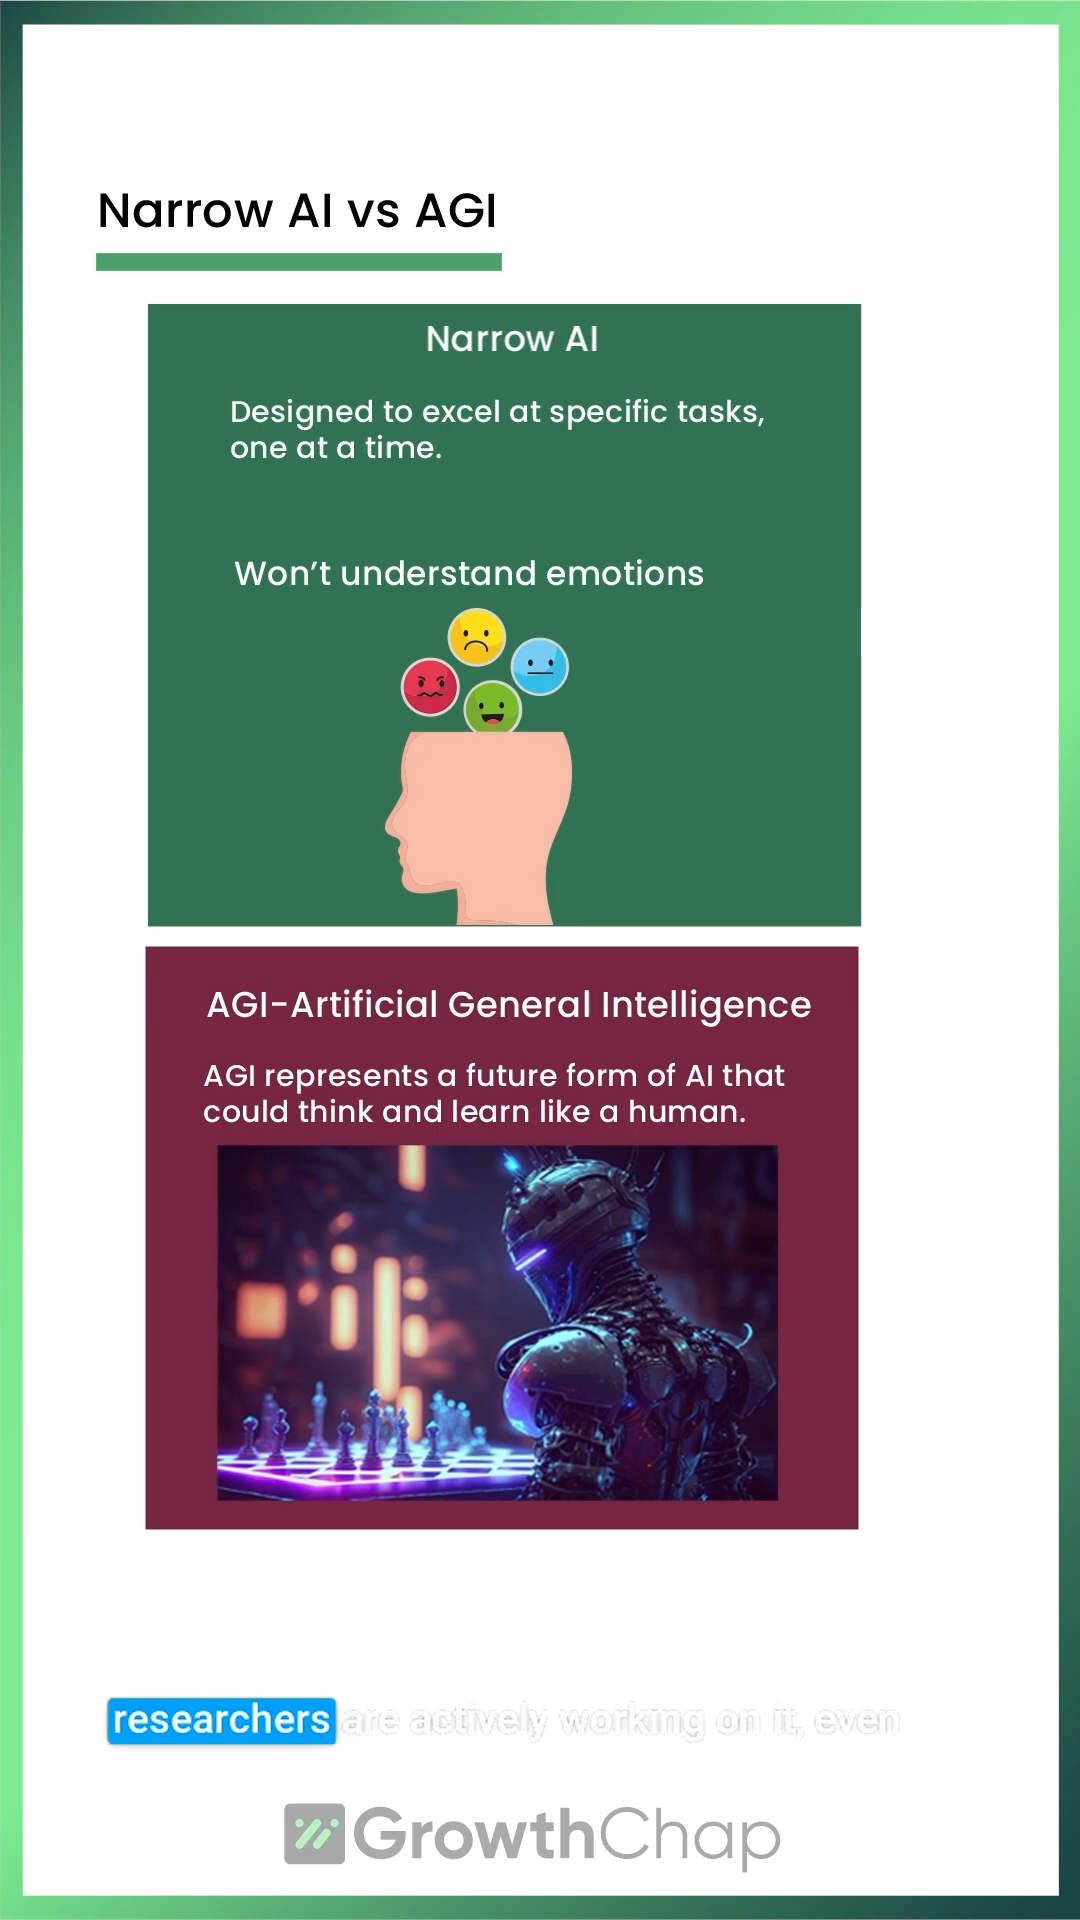 Narrow AI vs AGI
Narrow AI
Designed to excel at specific tasks,
one at a time.
Won’t understand emotions
AGI-Artificial General Intelligence
AGI represents a future form of AI that
could think and learn like a human.
researchers are actively working on it, even
GrowthChap